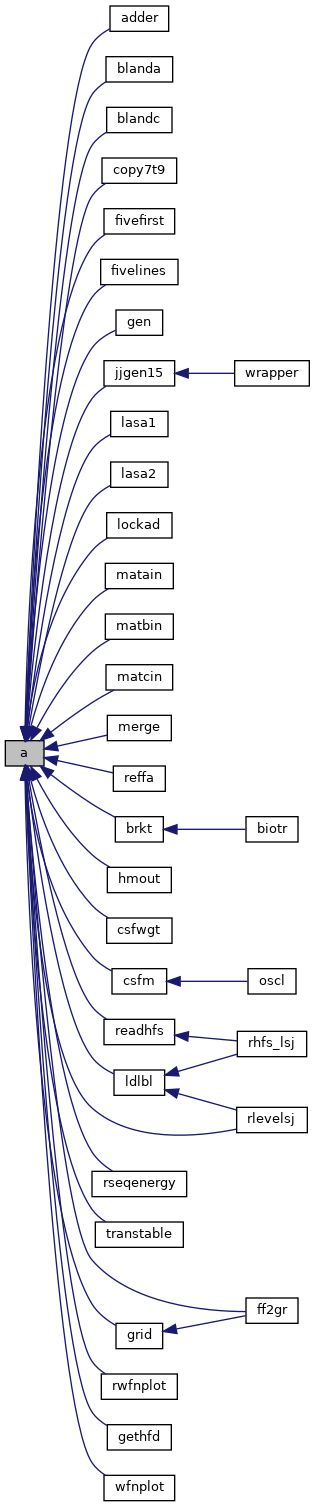 adder
blanda
blandc
copy7t9
fivefirst
fivelines
gen
jjgen15
wrapper
lasa1
lasa2
lockad
matain
matbin
matcin
merge
a
reffa
brkt
biotr
hmout
csfwgt
csfm
oscl
readhfs
rhfs_lsj
ldlbl
rlevelsj
rseqenergy
transtable
ff2gr
grid
rwfnplot
gethfd
wfnplot